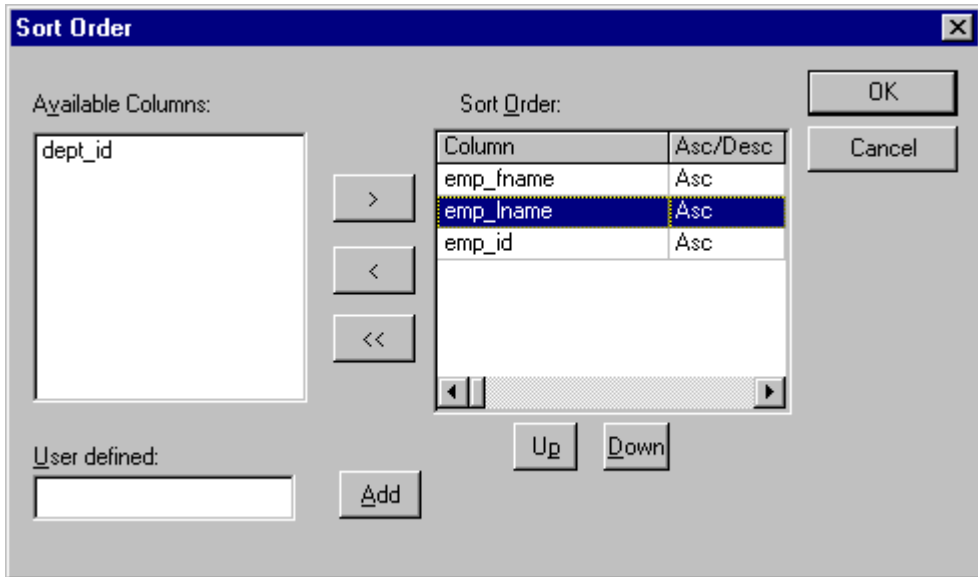 Sort Order
Available Columns:
dept_id
>
<
<<
User defined:
Add
Sort Order:
Column Asc/Desc
emp_fname Asc
emp_lname Asc
emp_id Asc
Up Down
OK
Cancel